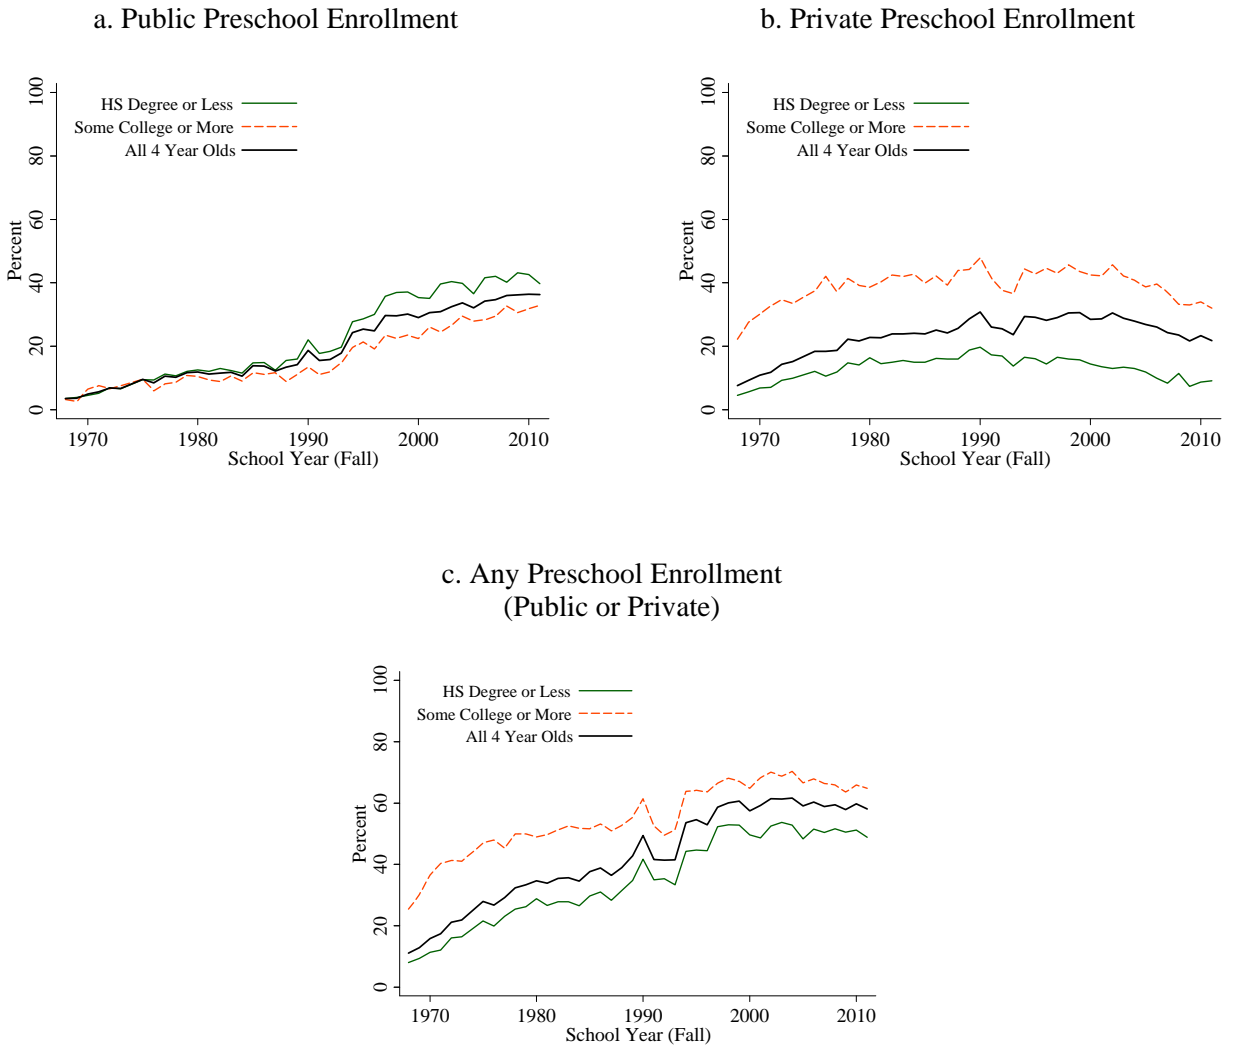 a. Public Preschool Enrollment
100
80
60
40
20
0
Percent
HS Degree or Less
Some College or More
All 4 Year Olds
1970 1980 1990 2000 2010
School Year (Fall)
b. Private Preschool Enrollment
100
80
60
40
20
0
Percent
HS Degree or Less
Some College or More
All 4 Year Olds
1970 1980 1990 2000 2010
School Year (Fall)
c. Any Preschool Enrollment
(Public or Private)
100
80
60
40
20
0
Percent
HS Degree or Less
Some College or More
All 4 Year Olds
1970 1980 1990 2000 2010
School Year (Fall)